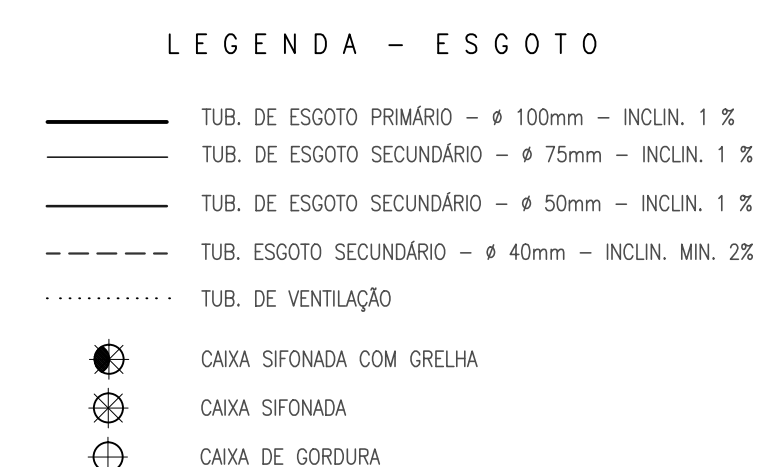 LEGENDA - ESGOTO
TUB. DE ESGOTO PRIMÁRIO - ø 100mm - INCLIN. 1 %
TUB. DE ESGOTO SECUNDÁRIO - ø 75mm - INCLIN. 1 %
TUB. DE ESGOTO SECUNDÁRIO - ø 50mm - INCLIN. 1 %
TUB. ESGOTO SECUNDÁRIO - ø 40mm - INCLIN. MIN. 2%
TUB. DE VENTILAÇÃO
CAIXA SIFONADA COM GRELHA
CAIXA SIFONADA
CAIXA DE GORDURA